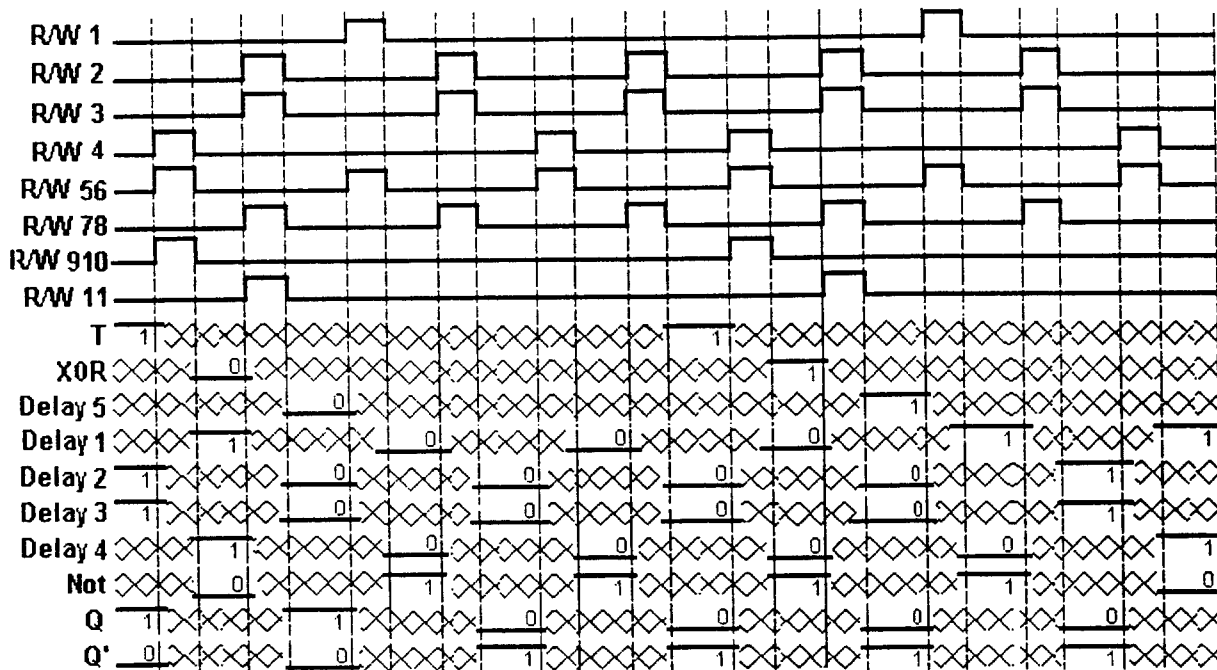 R/W 1
R/W 2
R/W 3
R/W 4
R/W 56
R/W 78
R/W 910
R/W 11
T 1 1
X0R 0 1
Delay 5 0 1
Delay 1 1 0 0 0 1 1
Delay 2 1 0 0 0 0 1
Delay 3 1 0 0 0 0 1
Delay 4 1 0 0 0 0 1
Not 0 1 1 1 1 0
Q 1 1 0 0 0 0
Q' 0 0 1 1 1 1